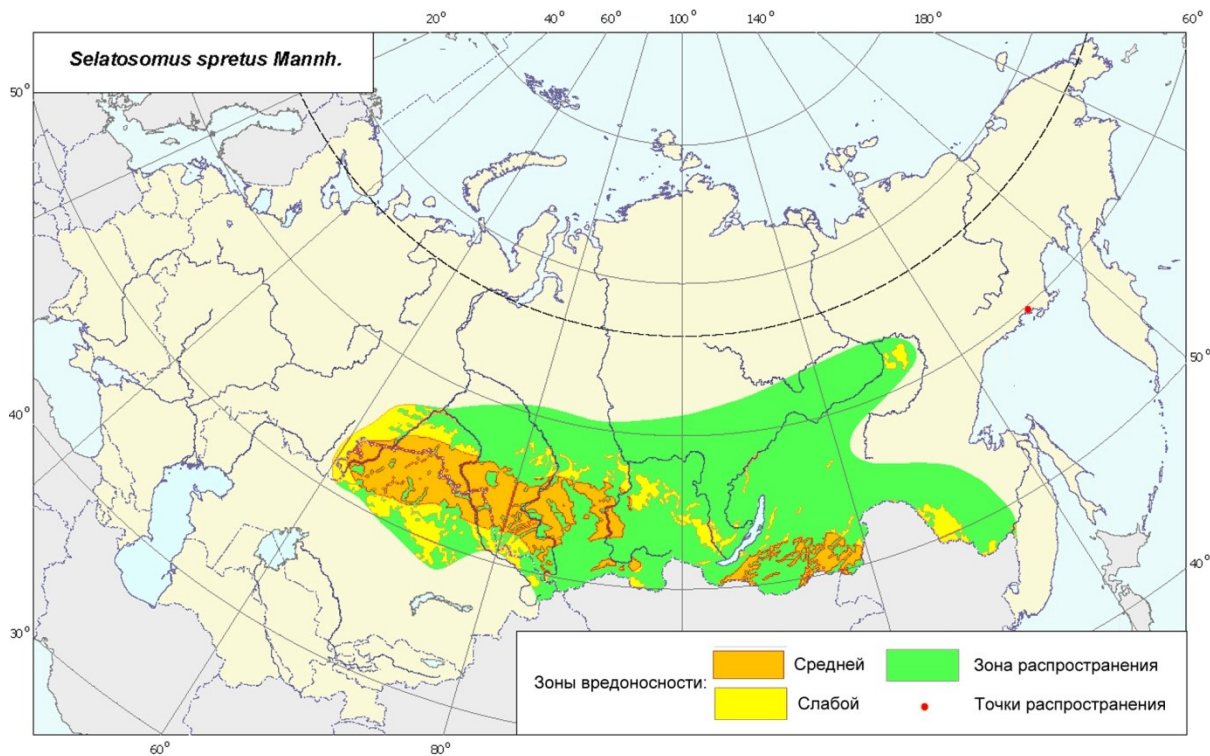 20° 40° 60° 100° 140° 180° 60°
Selatosomus spretus Mannh.
50°
50°
40°
40°
30°
Зоны вредоносности:
Средней
Слабой
Зона распространения
Точки распространения
60° 80°